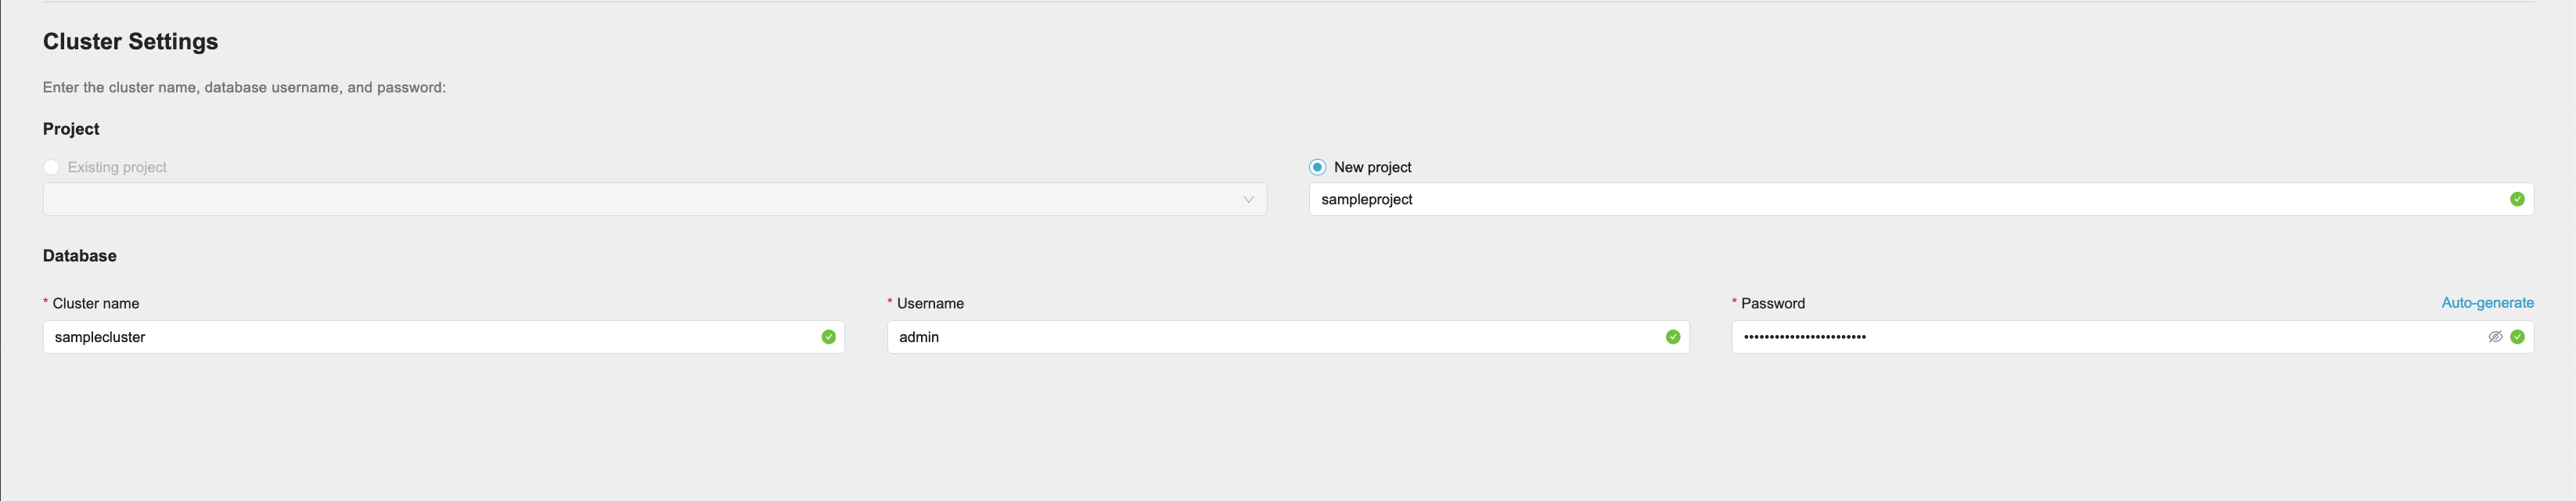 Cluster Settings
Enter the cluster name, database username, and password:
Project
Existing project
New project
sampleproject
Database
* Cluster name
* Username
* Password
Auto-generate
samplecluster
admin
••••••••••••••••••••••••